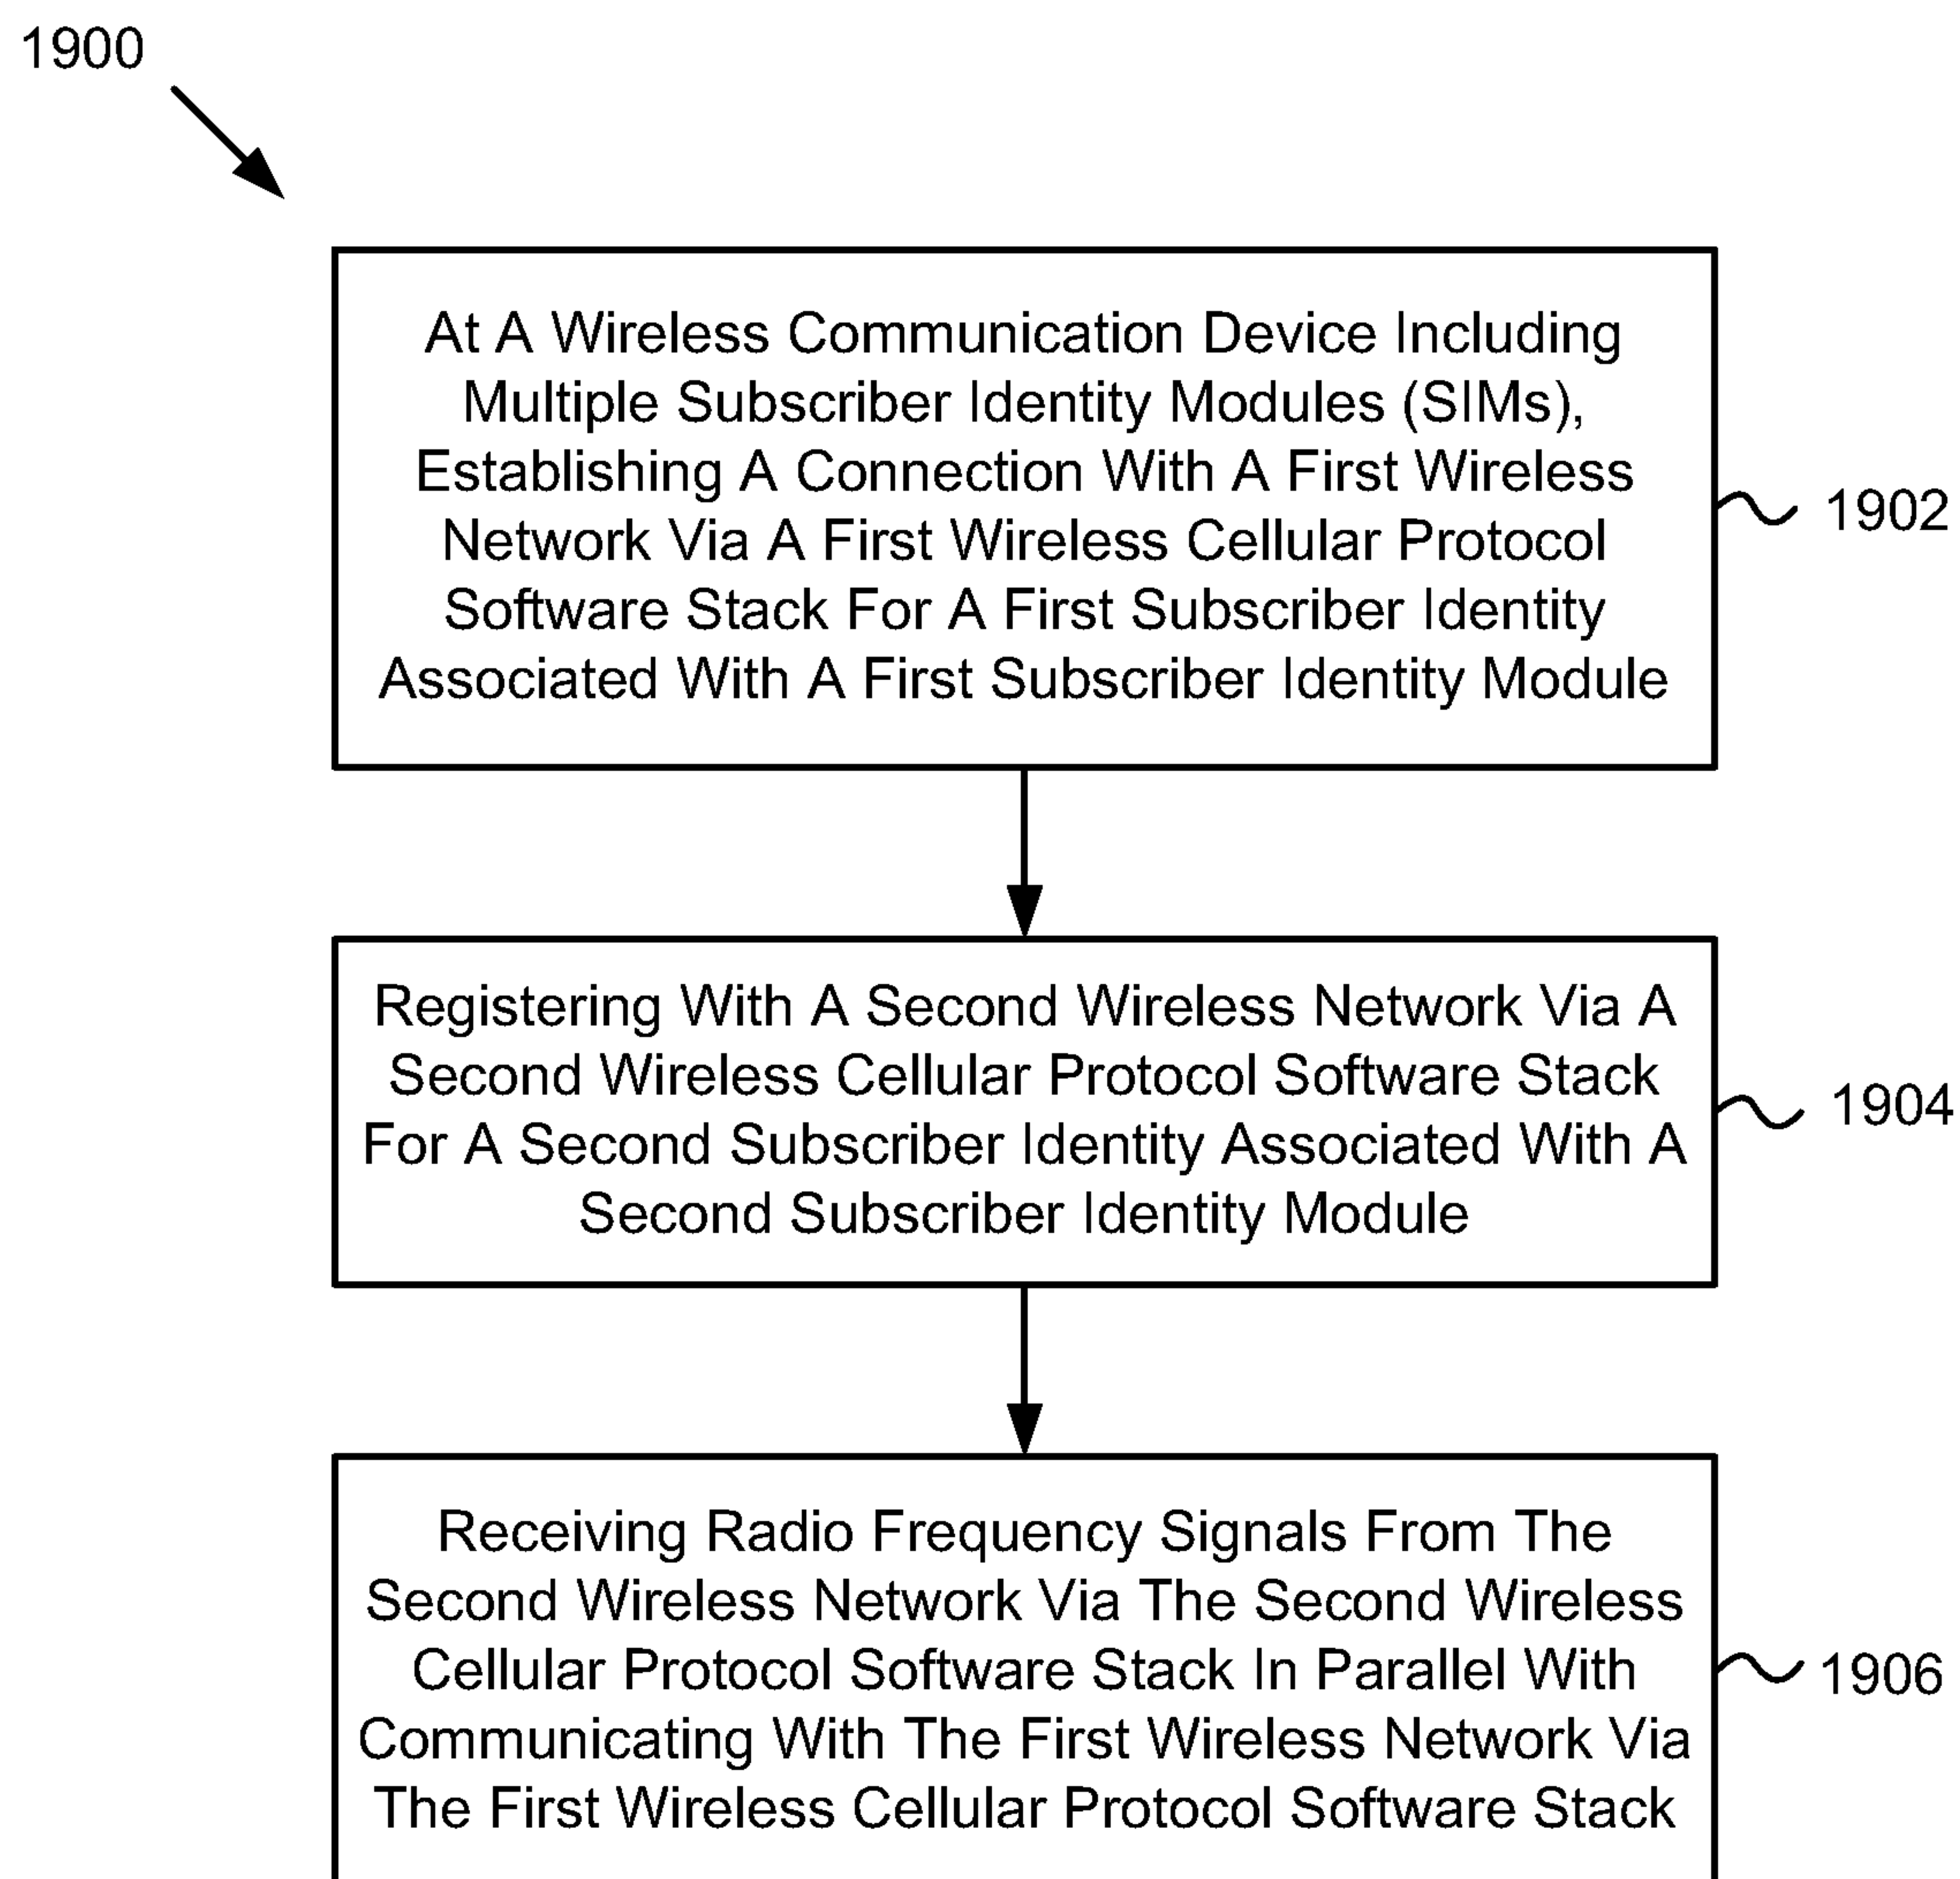 1900
At A Wireless Communication Device Including
Multiple Subscriber Identity Modules (SIMs),
Establishing A Connection With A First Wireless
Network Via A First Wireless Cellular Protocol
Software Stack For A First Subscriber Identity
Associated With A First Subscriber Identity Module
1902
Registering With A Second Wireless Network Via A
Second Wireless Cellular Protocol Software Stack
For A Second Subscriber Identity Associated With A
Second Subscriber Identity Module
1904
Receiving Radio Frequency Signals From The
Second Wireless Network Via The Second Wireless
Cellular Protocol Software Stack In Parallel With
Communicating With The First Wireless Network Via
The First Wireless Cellular Protocol Software Stack
1906